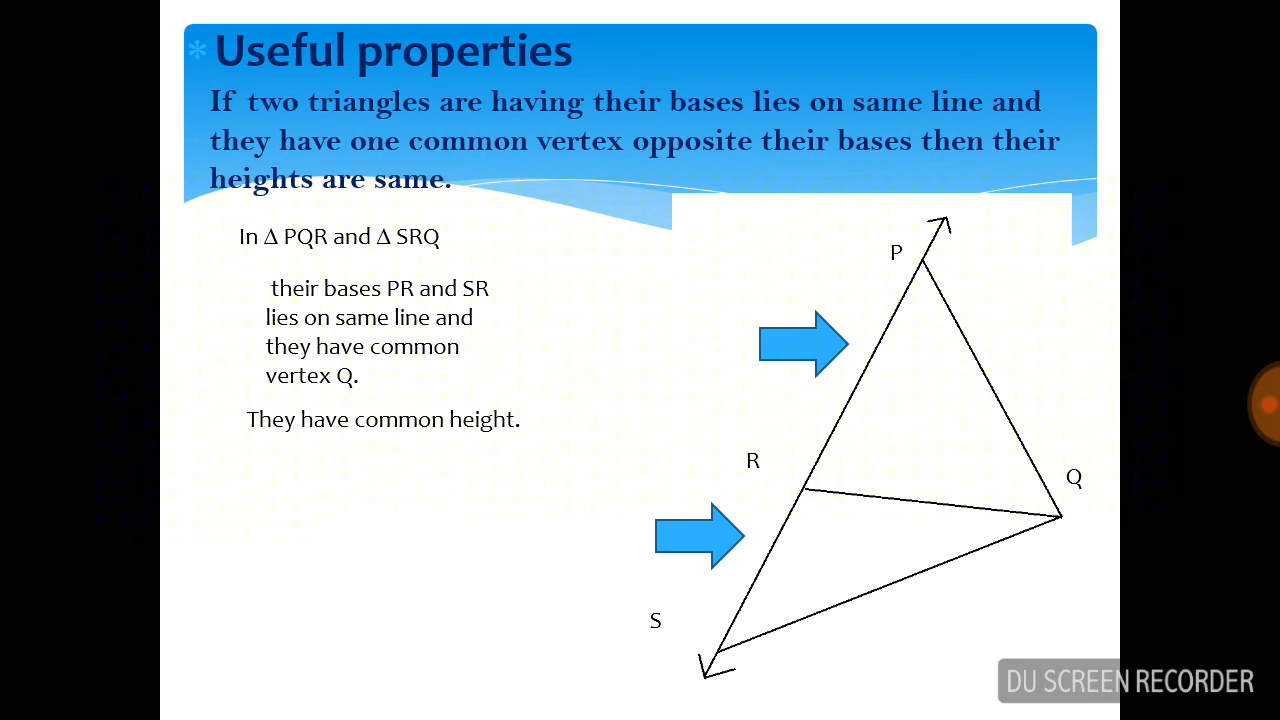 * Useful properties
If two triangles are having their bases lies on same line and
they have one common vertex opposite their bases then their
heights are same.
In Δ PQR and Δ SRQ
their bases PR and SR
lies on same line and
they have common
vertex Q.
They have common height.
P
R
Q
S
DU SCREEN RECORDER